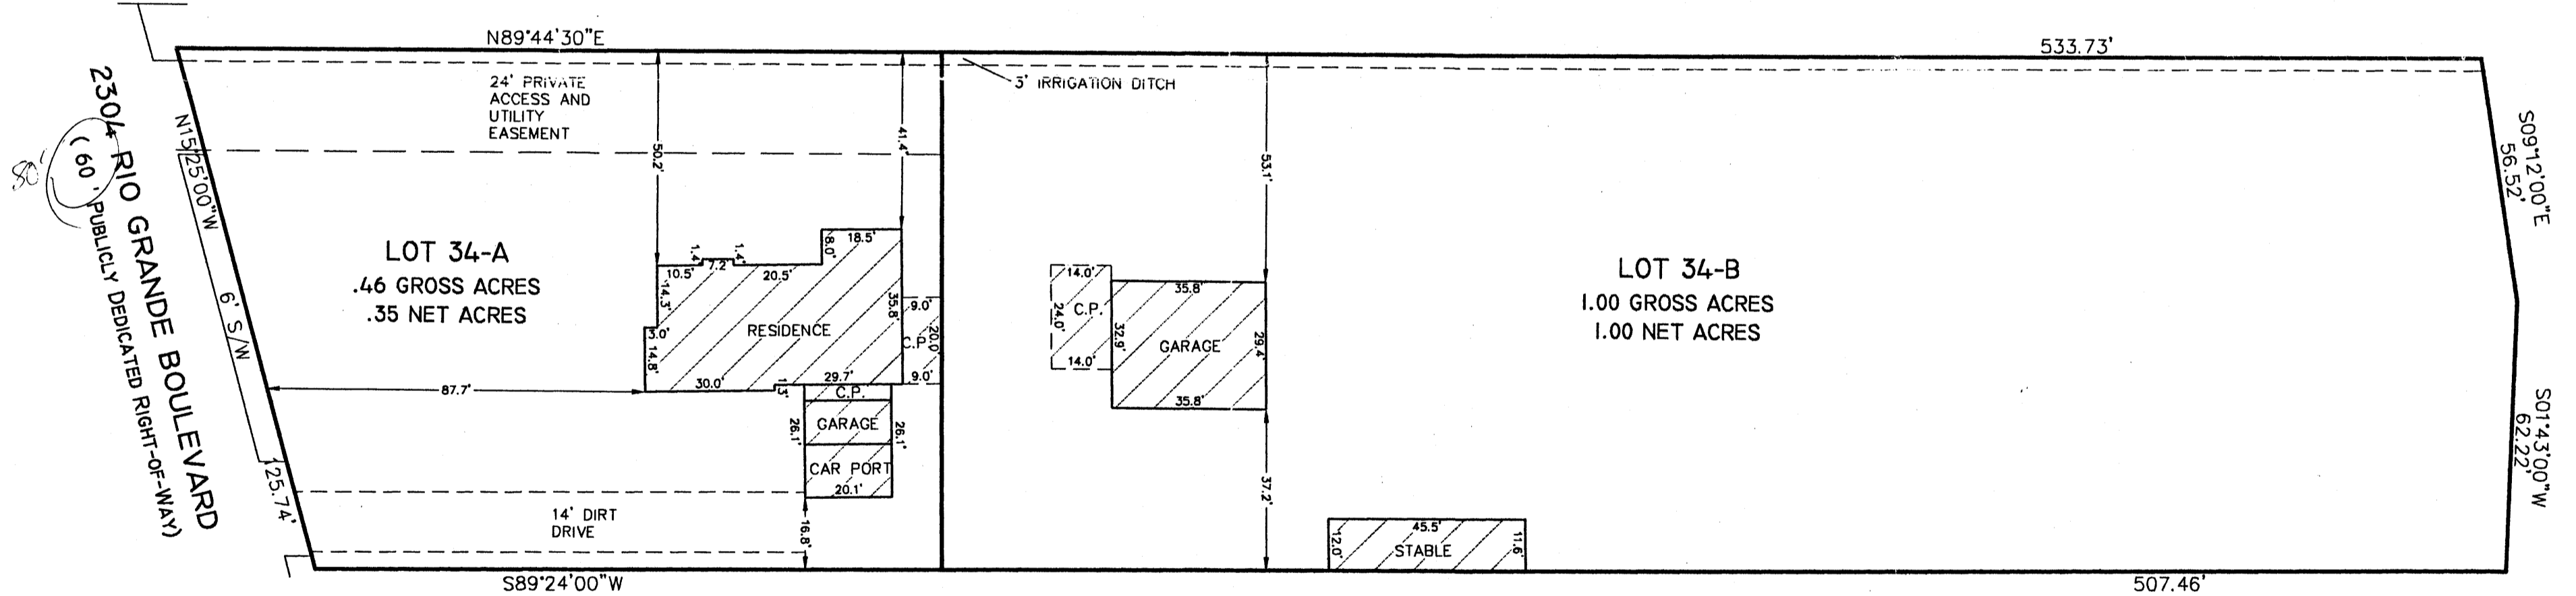 N89°44'30"E
533.73'
24' PRIVATE
ACCESS AND
UTILITY
EASEMENT
3' IRRIGATION DITCH
2304 RIO GRANDE BOULEVARD
(60' PUBLICLY DEDICATED RIGHT-OF-WAY)
80'
N15°25'00"W
6' S/W
125.74'
LOT 34-A
.46 GROSS ACRES
.35 NET ACRES
50.2'
41.4'
53.1'
1.4'
7.2'
1.4'
8.0'
18.5'
10.5'
20.5'
14.3'
35.8'
3.0'
14.8'
RESIDENCE
30.0'
1.3'
29.7'
9.0'
C.P.
20.0'
9.0'
87.7'
C.P.
GARAGE
26.1'
26.1'
CAR PORT
20.1'
16.8'
14' DIRT
DRIVE
14.0'
C.P.
24.0'
14.0'
35.8'
32.9'
GARAGE
29.4'
35.8'
37.2'
LOT 34-B
1.00 GROSS ACRES
1.00 NET ACRES
45.5'
12.0'
STABLE
11.6'
S09°12'00"E
56.52'
S01°43'00"W
62.22'
S89°24'00"W
507.46'